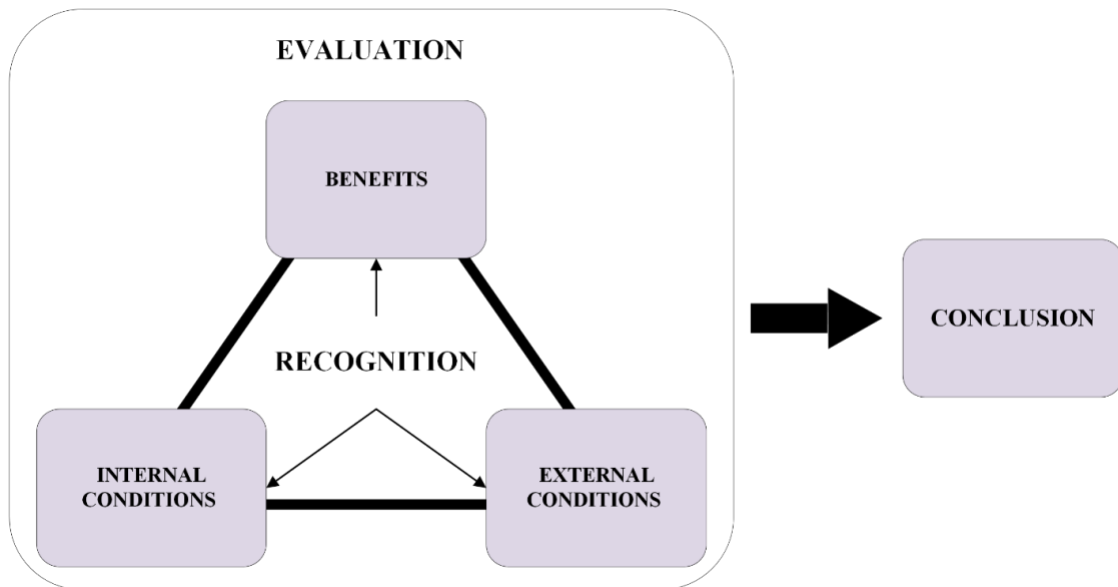 EVALUATION
BENEFITS
RECOGNITION
INTERNAL
CONDITIONS
EXTERNAL
CONDITIONS
CONCLUSION